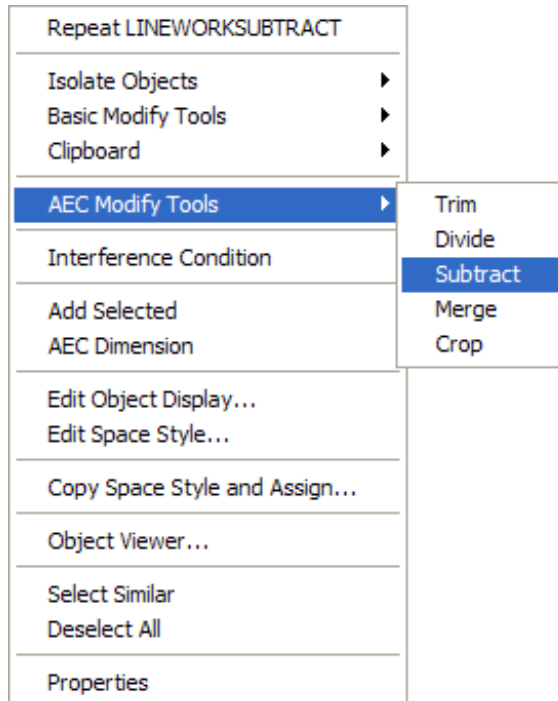 Repeat LINEWORKSUBTRACT
Isolate Objects
Basic Modify Tools
Clipboard
AEC Modify Tools
Trim
Divide
Subtract
Merge
Crop
Interference Condition
Add Selected
AEC Dimension
Edit Object Display...
Edit Space Style...
Copy Space Style and Assign...
Object Viewer...
Select Similar
Deselect All
Properties